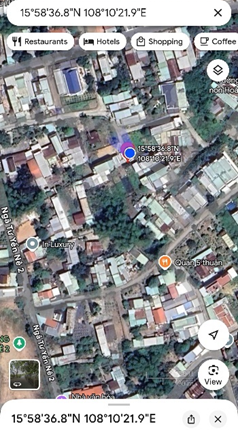 15°58'36.8"N 108°10'21.9"E
Restaurants
Hotels
Shopping
Coffee
non Hoà
15°58'36.8"N
108°10'21.9"E
Ngã Tư Yên Nê 2
In Luxury
Quán 5 thuận
Ngã Tư Yên Nê 2
View
15°58'36.8"N 108°10'21.9"E